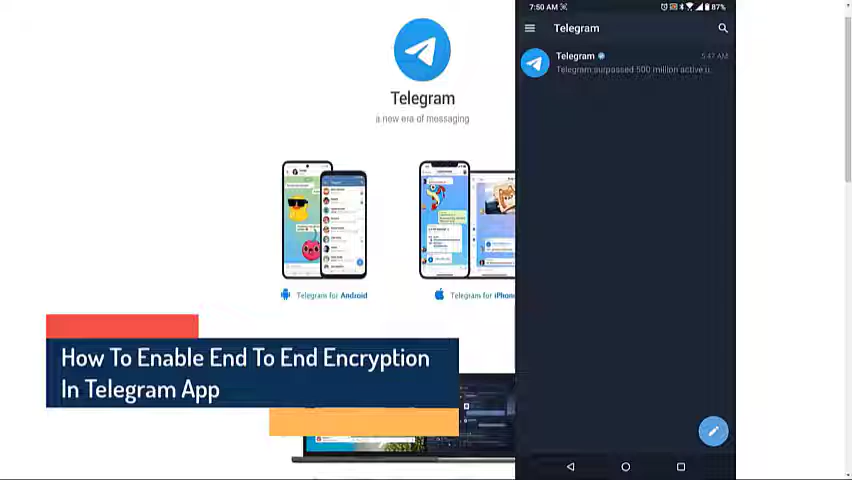 7:50 AM
87%
Telegram
Telegram
5:47 AM
Telegram surpassed 500 million active u.
Telegram
a new era of messaging
Telegram for Android
Telegram for iPhon
How To Enable End To End Encryption
In Telegram App